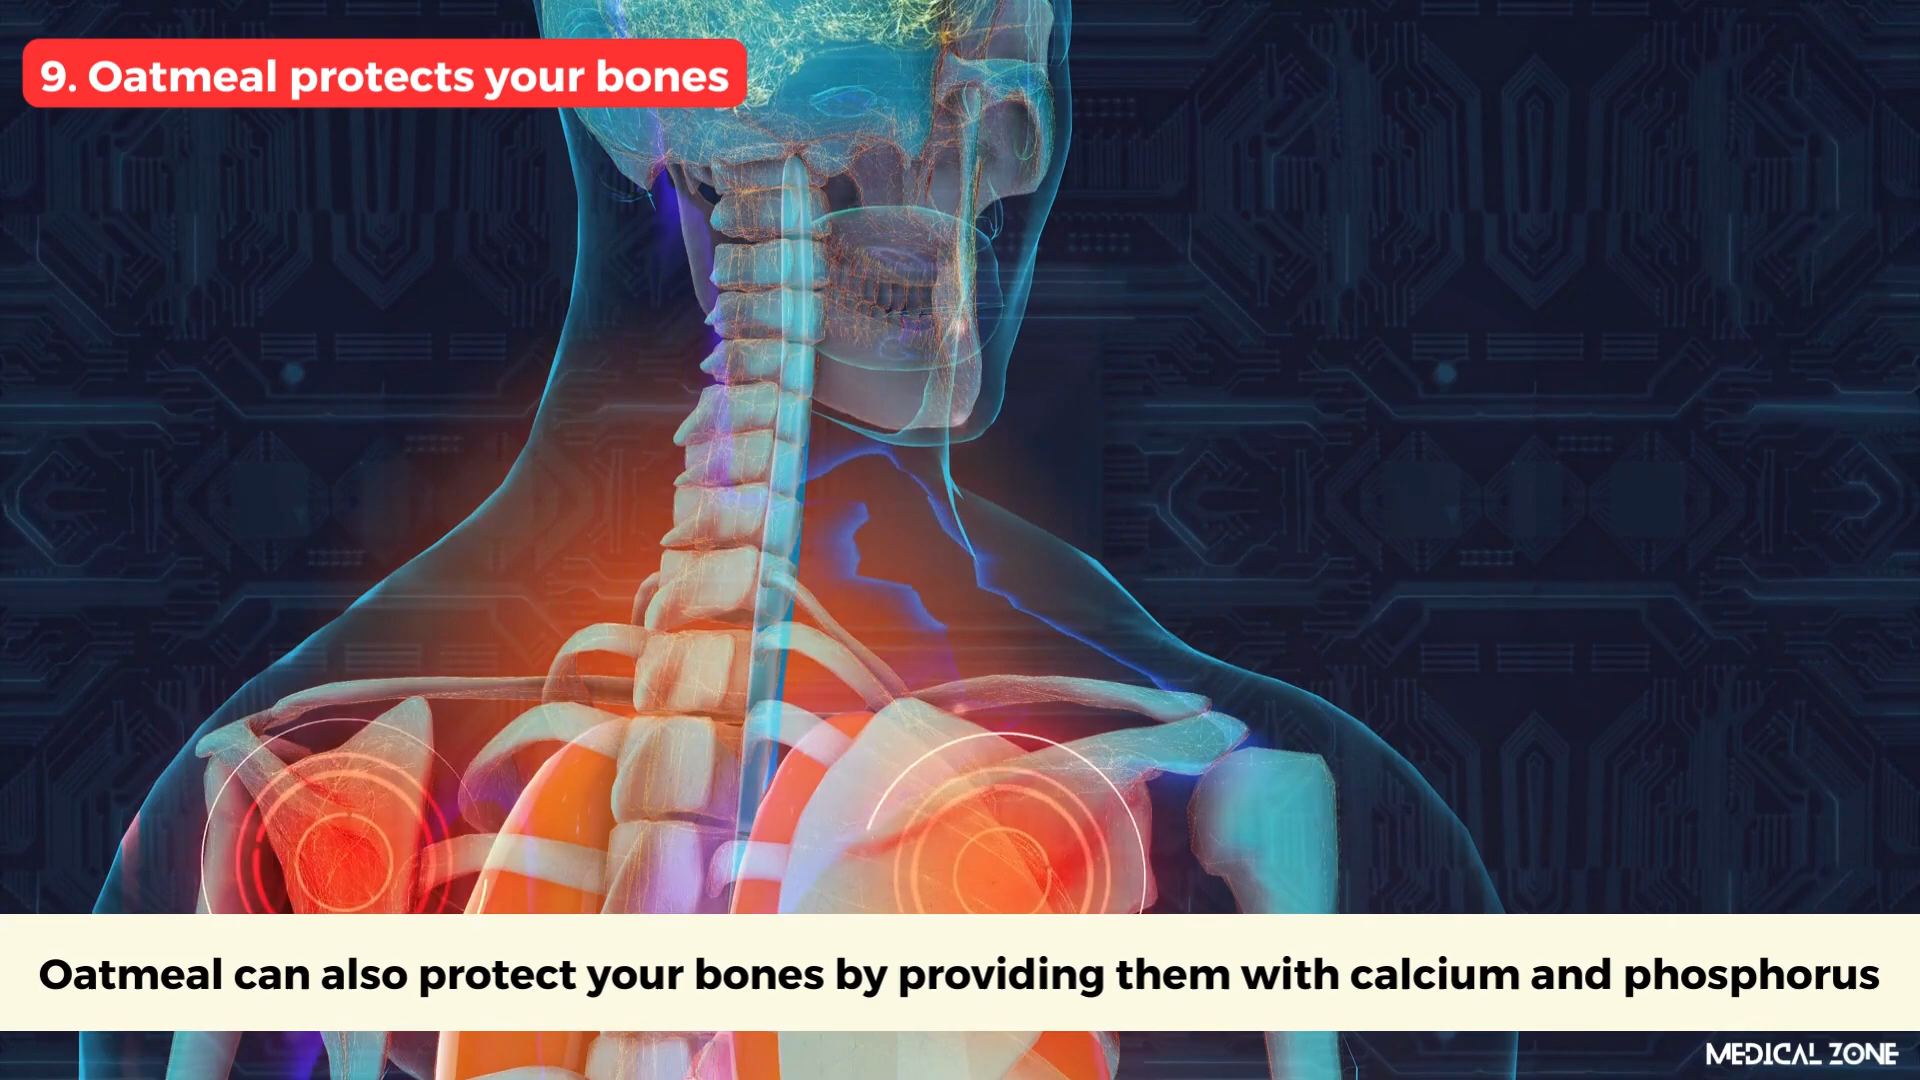 9. Oatmeal protects your bones
Oatmeal can also protect your bones by providing them with calcium and phosphorus
MEDICAL ZONE